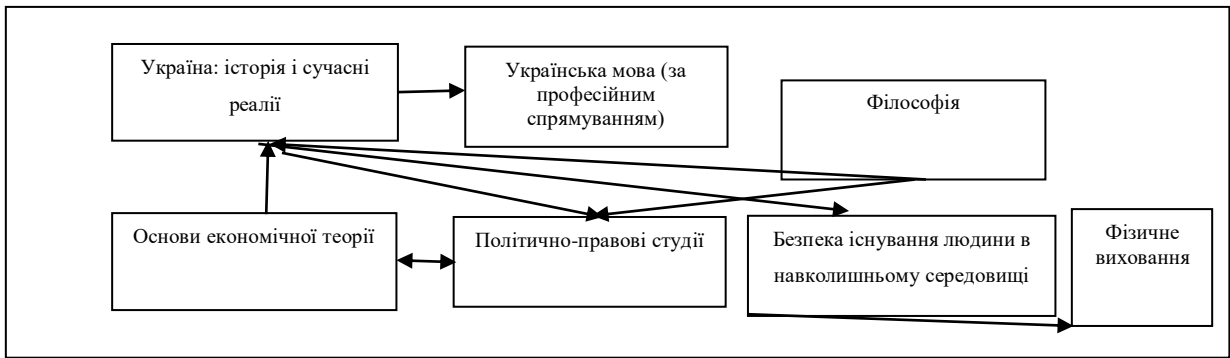 Україна: історія і сучасні
реалії
Українська мова (за
професійним
спрямуванням)
Філософія
Основи економічної теорії
Політично-правові студії
Безпека існування людини в
навколишньому середовищі
Фізичне
виховання